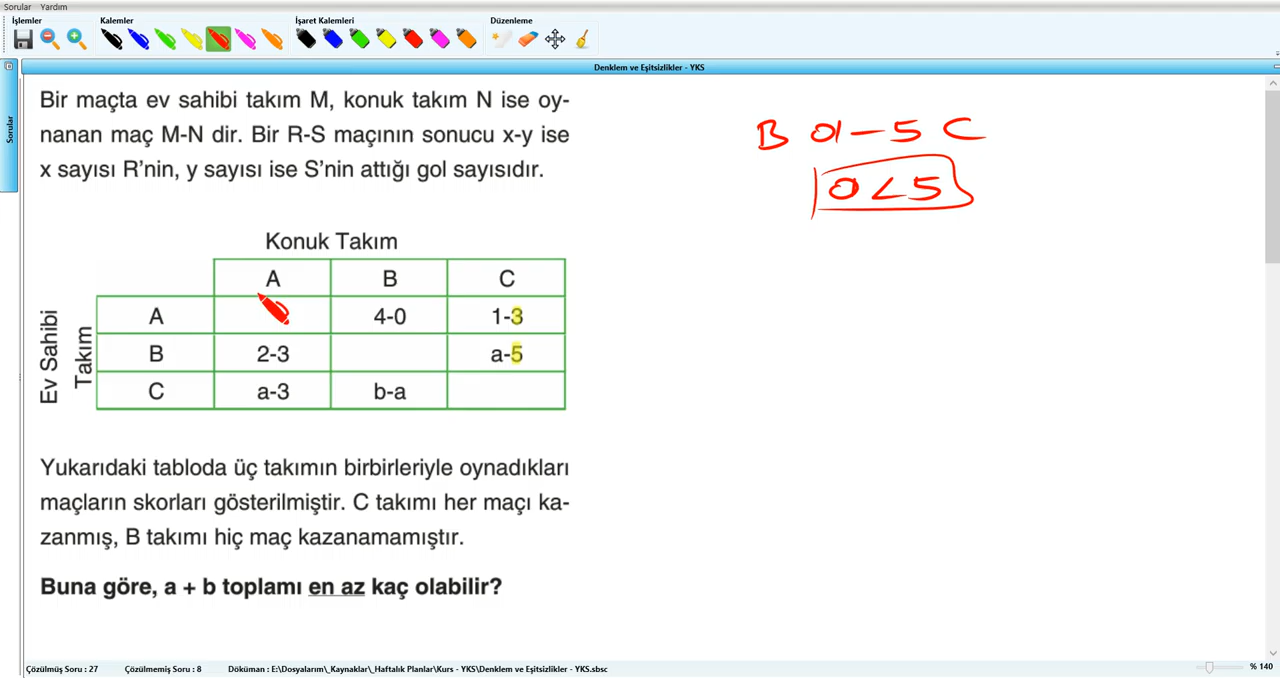 Sorular Yardım
İşlemler Kalemler İşaret Kalemleri Düzenleme
Denklem ve Eşitsizlikler - YKS
Sorular
Bir maçta ev sahibi takım M, konuk takım N ise oy-
nanan maç M-N dir. Bir R-S maçının sonucu x-y ise
x sayısı R’nin, y sayısı ise S’nin attığı gol sayısıdır.
B a - 5 C
a < 5
Konuk Takım
A B C
Ev Sahibi
Takım
A 4-0 1-3
B 2-3 a-5
C a-3 b-a
Yukarıdaki tabloda üç takımın birbirleriyle oynadıkları
maçların skorları gösterilmiştir. C takımı her maçı ka-
zanmış, B takımı hiç maç kazanamamıştır.
Buna göre, a + b toplamı en az kaç olabilir?
Çözülmüş Soru : 27 Çözülmemiş Soru : 8 Döküman : E:\Dosyalarım\_Kaynaklar\_Haftalık Planlar\Kurs - YKS\Denklem ve Eşitsizlikler - YKS.sbsc % 140